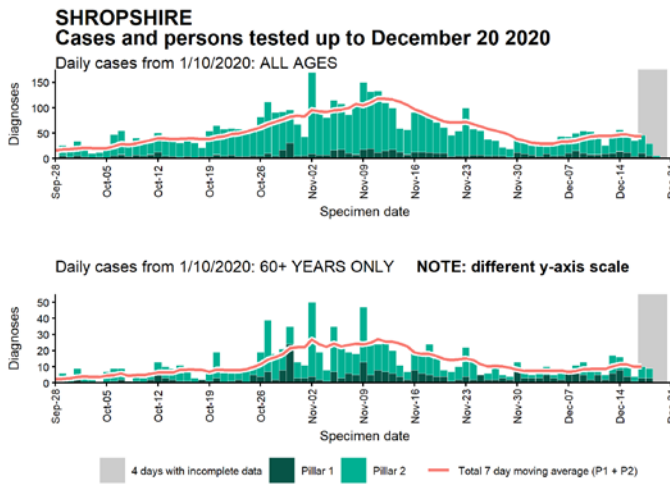 SHROPSHIRE
Cases and persons tested up to December 20 2020
Daily cases from 1/10/2020: ALL AGES
Diagnoses
150
100
50
0
Sep-28
Oct-05
Oct-12
Oct-19
Oct-26
Nov-02
Nov-09
Nov-16
Nov-23
Nov-30
Dec-07
Dec-14
Specimen date
Daily cases from 1/10/2020: 60+ YEARS ONLY NOTE: different y-axis scale
Diagnoses
50
40
30
20
10
0
Sep-28
Oct-05
Oct-12
Oct-19
Oct-26
Nov-02
Nov-09
Nov-16
Nov-23
Nov-30
Dec-07
Dec-14
Specimen date
4 days with incomplete data Pillar 1 Pillar 2 Total 7 day moving average (P1 + P2)